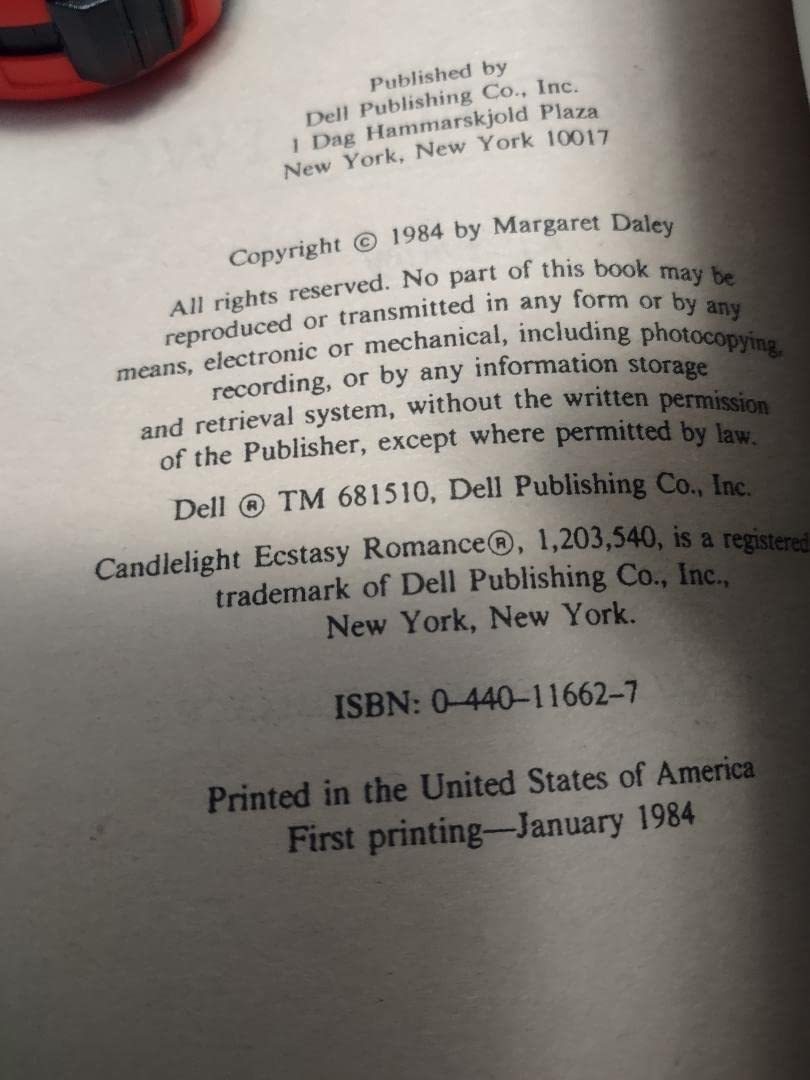 Published by
Dell Publishing Co., Inc.
1 Dag Hammarskjold Plaza
New York, New York 10017
Copyright © 1984 by Margaret Daley
All rights reserved. No part of this book may be
reproduced or transmitted in any form or by any
means, electronic or mechanical, including photocopying,
recording, or by any information storage
and retrieval system, without the written permission
of the Publisher, except where permitted by law.
Dell ® TM 681510, Dell Publishing Co., Inc.
Candlelight Ecstasy Romance®, 1,203,540, is a registered
trademark of Dell Publishing Co., Inc.,
New York, New York.
ISBN: 0-440-11662-7
Printed in the United States of America
First printing—January 1984